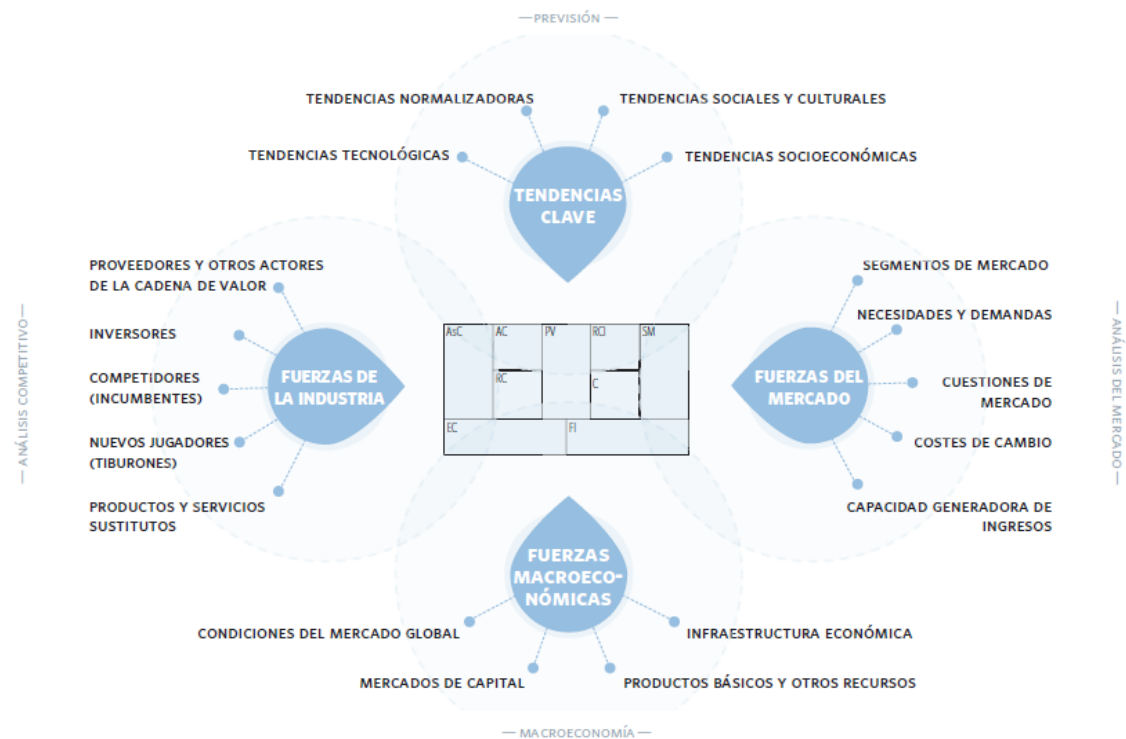 — PREVISIÓN —
TENDENCIAS NORMALIZADORAS
TENDENCIAS SOCIALES Y CULTURALES
TENDENCIAS TECNOLÓGICAS
TENDENCIAS SOCIOECONÓMICAS
TENDENCIAS
CLAVE
— ANÁLISIS COMPETITIVO —
PROVEEDORES Y OTROS ACTORES
DE LA CADENA DE VALOR
INVERSORES
COMPETIDORES
(INCUMBENTES)
NUEVOS JUGADORES
(TIBURONES)
PRODUCTOS Y SERVICIOS
SUSTITUTOS
FUERZAS DE
LA INDUSTRIA
AsC
AC
PV
RCl
SM
RC
C
EC
FI
FUERZAS DEL
MERCADO
SEGMENTOS DE MERCADO
NECESIDADES Y DEMANDAS
CUESTIONES DE
MERCADO
COSTES DE CAMBIO
CAPACIDAD GENERADORA DE
INGRESOS
— ANÁLISIS DEL MERCADO —
FUERZAS
MACROECO-
NÓMICAS
CONDICIONES DEL MERCADO GLOBAL
INFRAESTRUCTURA ECONÓMICA
MERCADOS DE CAPITAL
PRODUCTOS BÁSICOS Y OTROS RECURSOS
— MACROECONOMÍA —